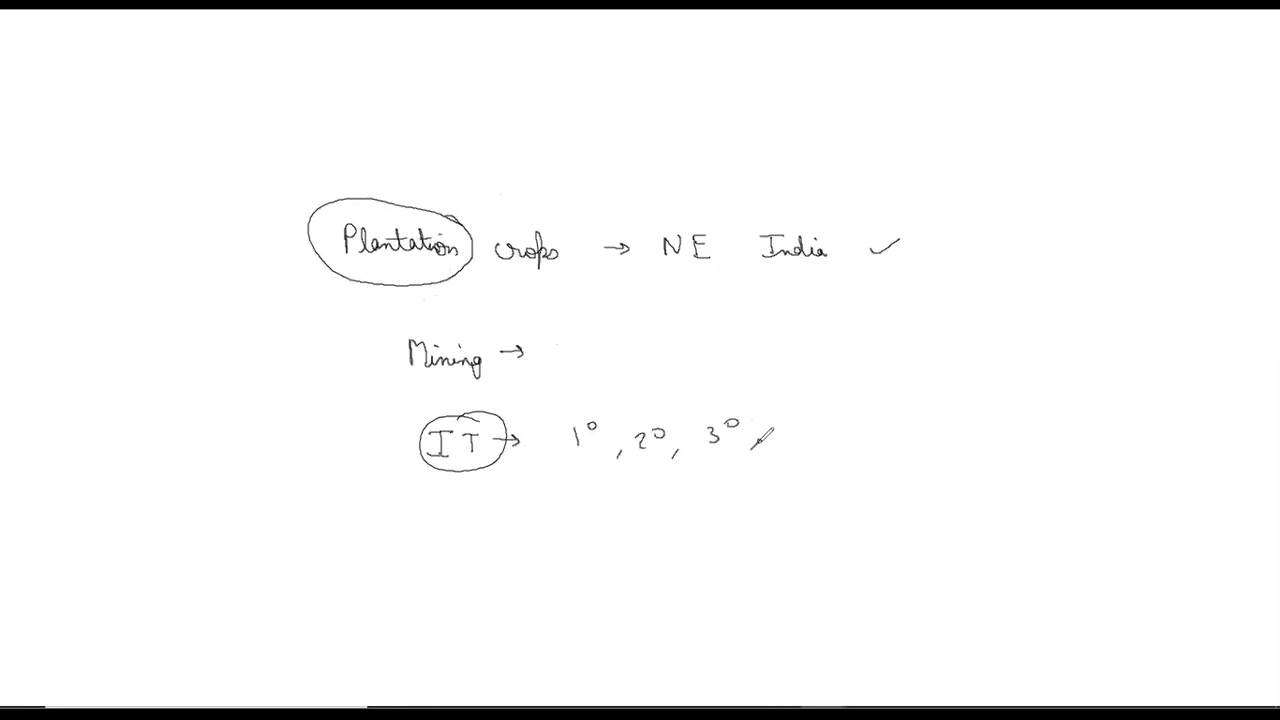 Plantation crops → NE India ✓
Mining →
IT → 1°, 2°, 3°,